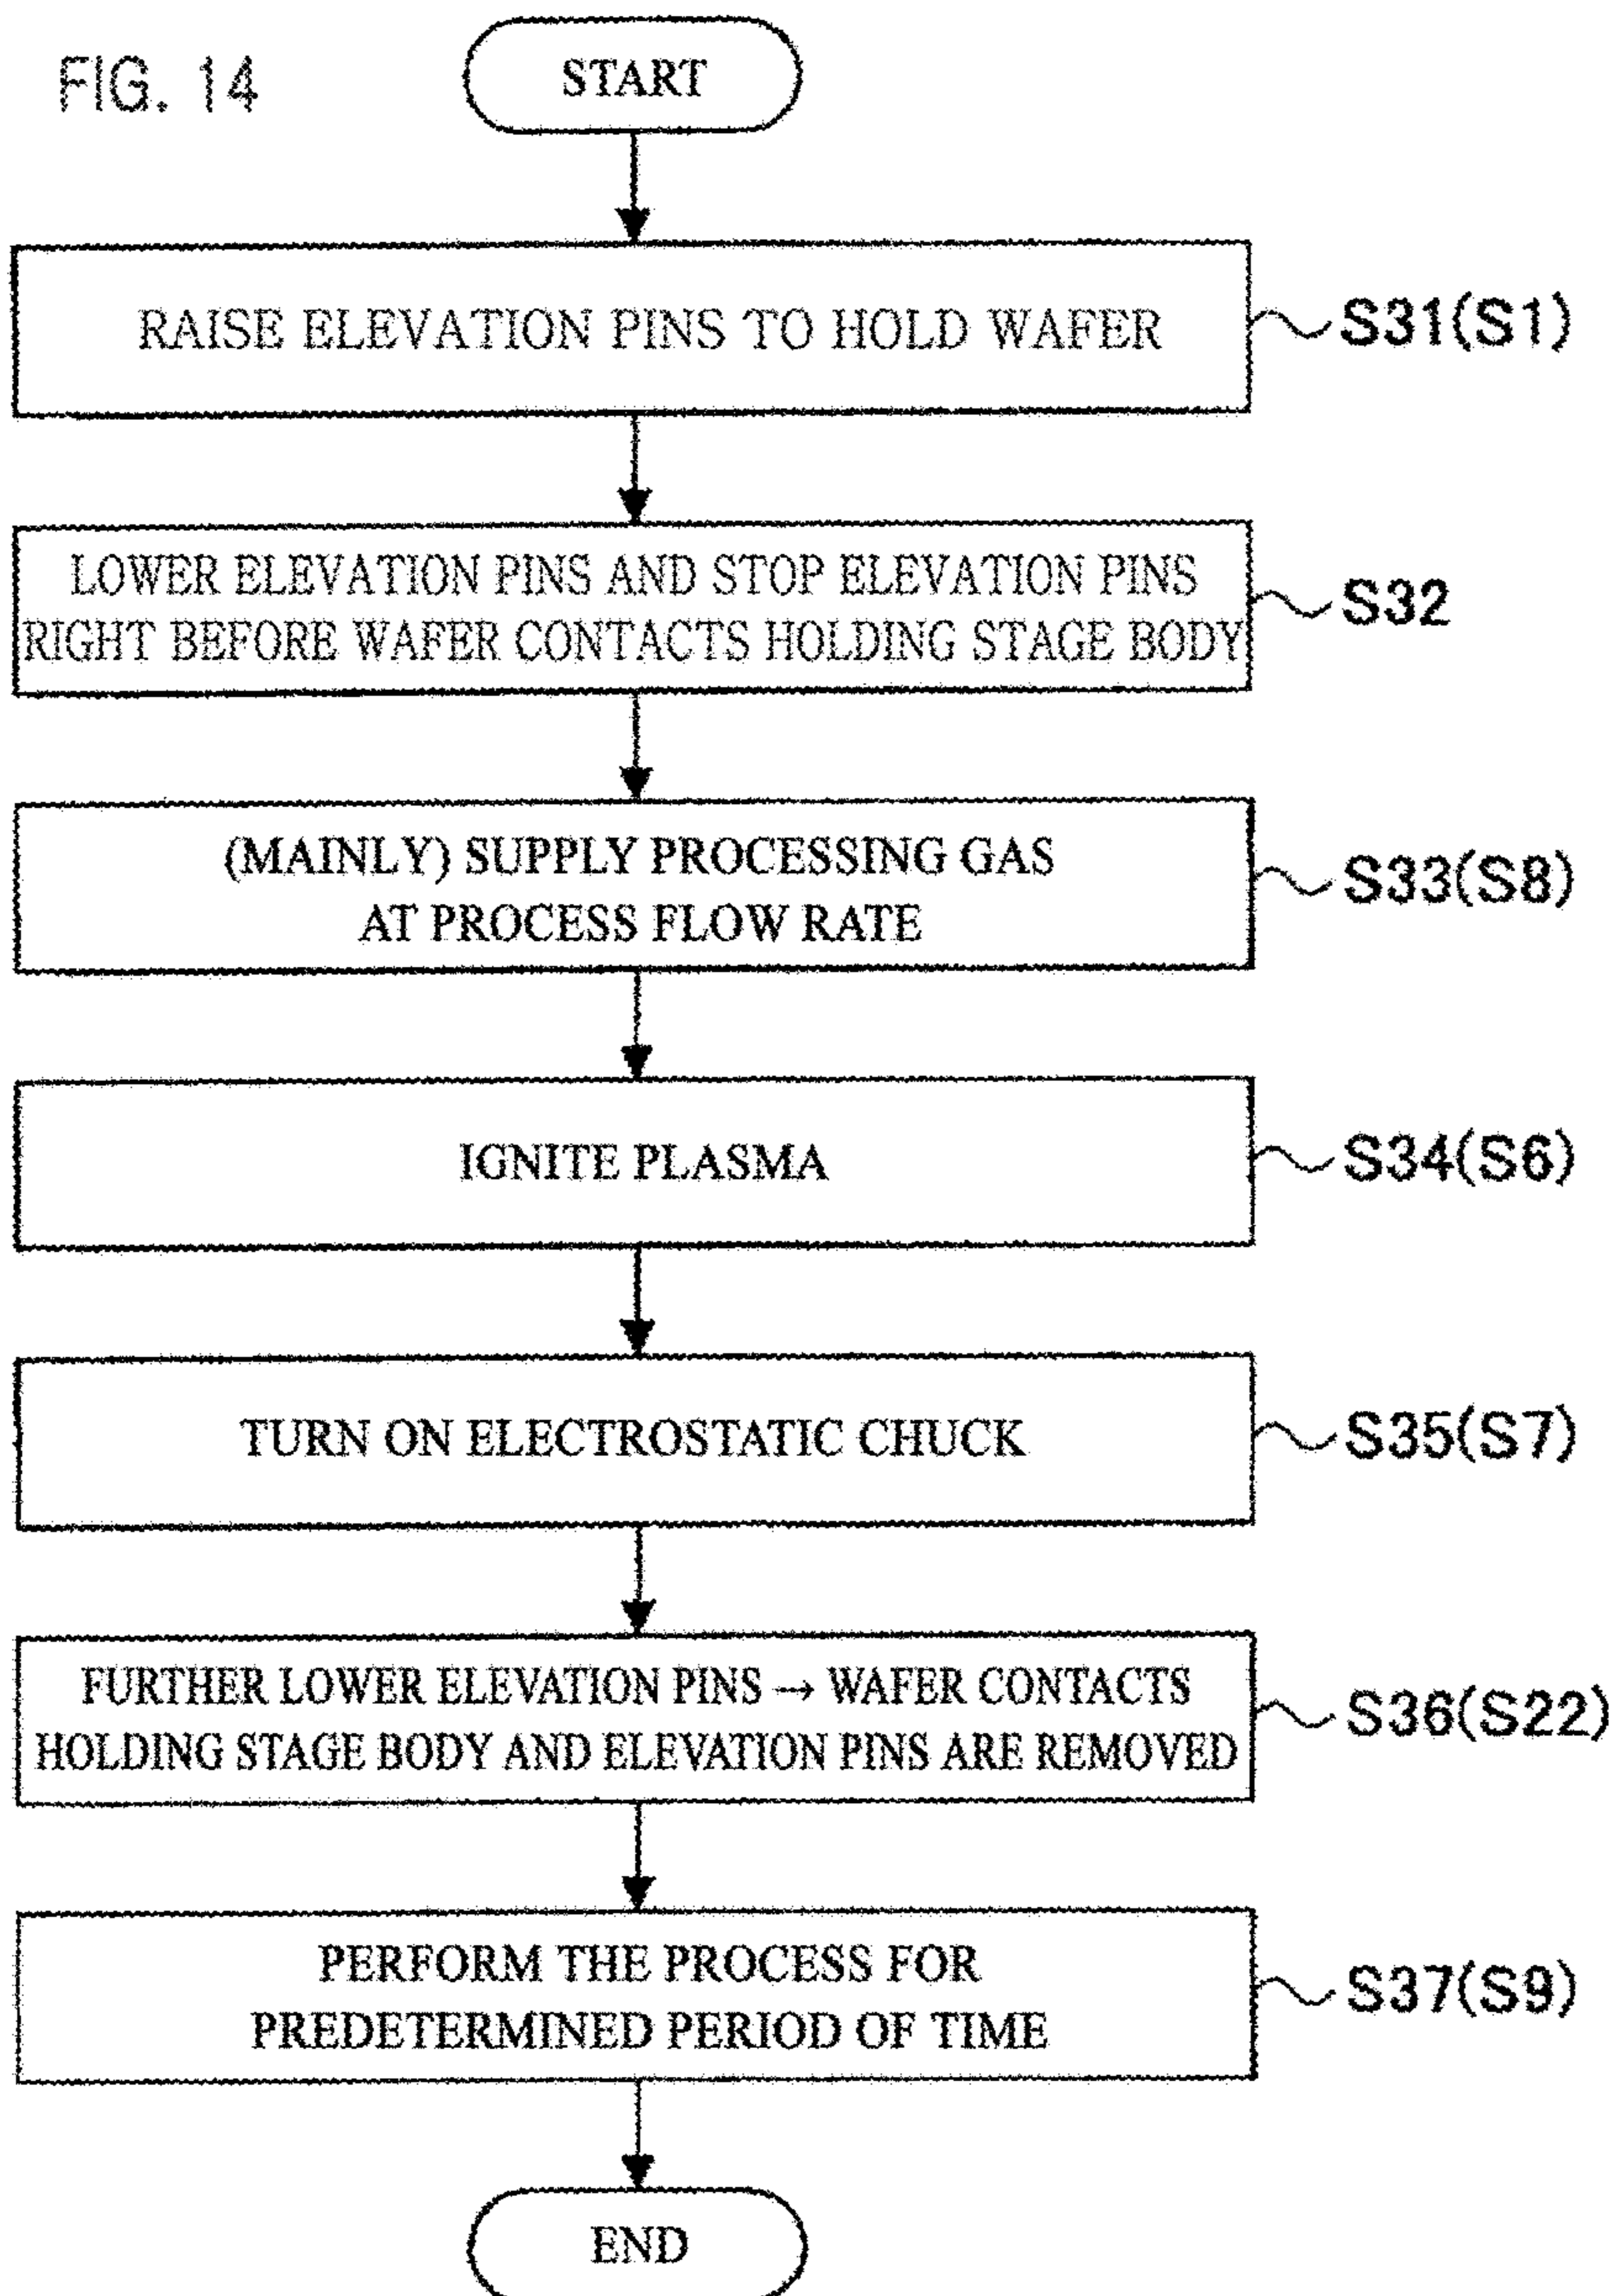 FIG. 14
START
RAISE ELEVATION PINS TO HOLD WAFER
S31(S1)
LOWER ELEVATION PINS AND STOP ELEVATION PINS
RIGHT BEFORE WAFER CONTACTS HOLDING STAGE BODY
S32
(MAINLY) SUPPLY PROCESSING GAS
AT PROCESS FLOW RATE
S33(S8)
IGNITE PLASMA
S34(S6)
TURN ON ELECTROSTATIC CHUCK
S35(S7)
FURTHER LOWER ELEVATION PINS → WAFER CONTACTS
HOLDING STAGE BODY AND ELEVATION PINS ARE REMOVED
S36(S22)
PERFORM THE PROCESS FOR
PREDETERMINED PERIOD OF TIME
S37(S9)
END